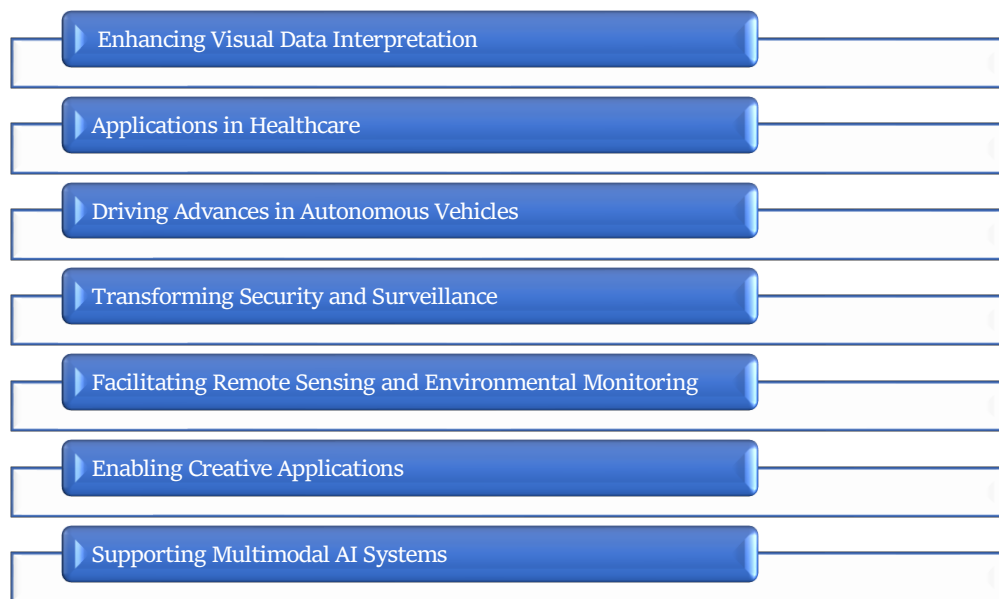 Enhancing Visual Data Interpretation
Applications in Healthcare
Driving Advances in Autonomous Vehicles
Transforming Security and Surveillance
Facilitating Remote Sensing and Environmental Monitoring
Enabling Creative Applications
Supporting Multimodal AI Systems